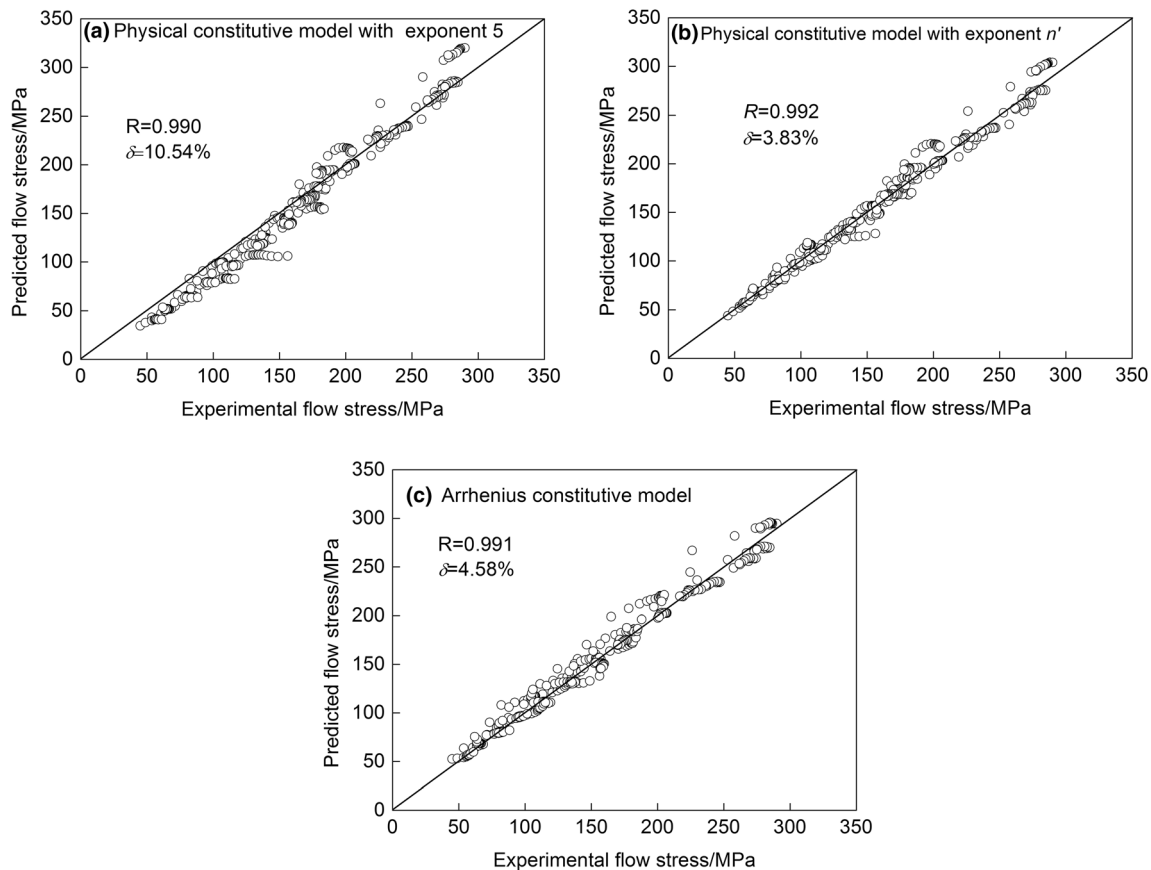 (a) Physical constitutive model with exponent 5
R=0.990
δ=10.54%
350
300
250
200
150
100
50
0
Predicted flow stress/MPa
0 50 100 150 200 250 300 350
Experimental flow stress/MPa
(b) Physical constitutive model with exponent n'
R=0.992
δ=3.83%
350
300
250
200
150
100
50
0
Predicted flow stress/MPa
0 50 100 150 200 250 300 350
Experimental flow stress/MPa
(c) Arrhenius constitutive model
R=0.991
δ=4.58%
350
300
250
200
150
100
50
0
Predicted flow stress/MPa
0 50 100 150 200 250 300 350
Experimental flow stress/MPa